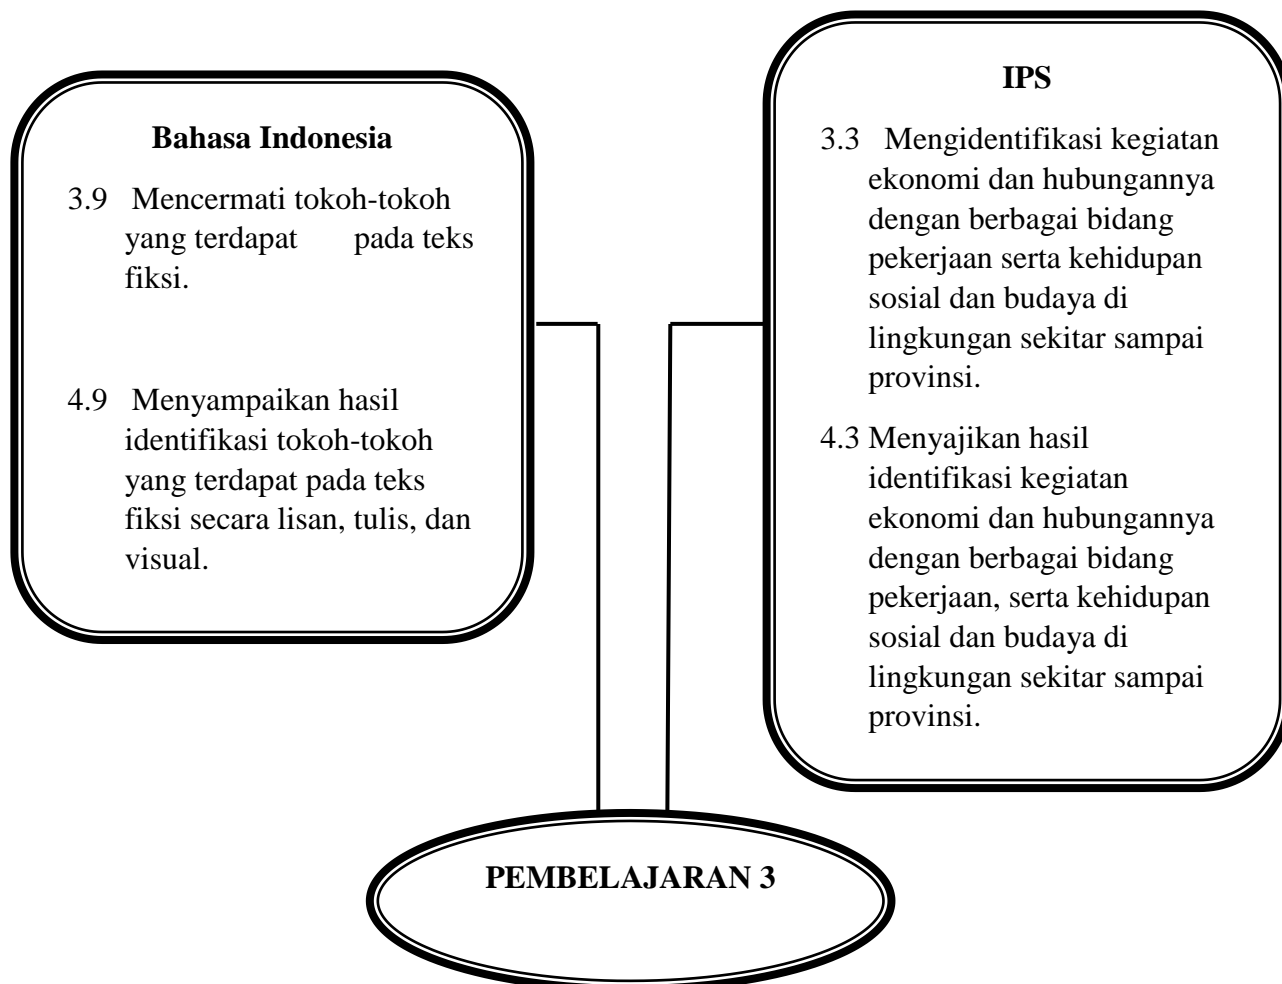 Bahasa Indonesia
3.9 Mencermati tokoh-tokoh
yang terdapat pada teks
fiksi.
4.9 Menyampaikan hasil
identifikasi tokoh-tokoh
yang terdapat pada teks
fiksi secara lisan, tulis, dan
visual.
IPS
3.3 Mengidentifikasi kegiatan
ekonomi dan hubungannya
dengan berbagai bidang
pekerjaan serta kehidupan
sosial dan budaya di
lingkungan sekitar sampai
provinsi.
4.3 Menyajikan hasil
identifikasi kegiatan
ekonomi dan hubungannya
dengan berbagai bidang
pekerjaan, serta kehidupan
sosial dan budaya di
lingkungan sekitar sampai
provinsi.
PEMBELAJARAN 3